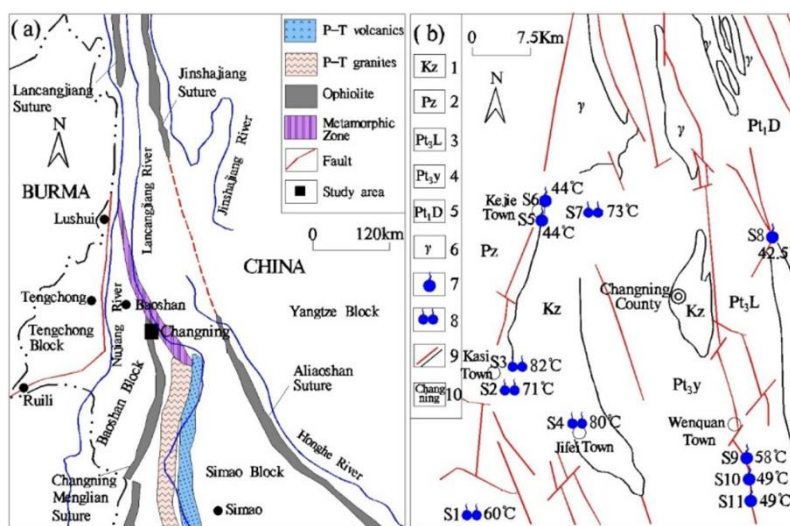 (a)
Lancangjiang
Suture
Jinshajiang
Suture
N
BURMA
Lushui
Lancangjiang River
Jinshajiang River
CHINA
Tengchong
Tengchong
Block
Nujiang River
Baoshan
Changning
Yangtze Block
Ruili
Baoshan Block
Ailaoshan
Suture
Changning
Menglian
Suture
Simao Block
Honghe River
Simao
P—T volcanics
P—T granites
Ophiolite
Metamorphic
Zone
Fault
Study area
0 120km
(b)
0 7.5Km
N
Kz 1
Pz 2
Pt₃L 3
Pt₃y 4
Pt₁D 5
γ 6
7
8
9
Chang
ning 10
γ
γ
γ
Pt₁D
S6 44℃
Kejie
Town
S5
44℃
S7 73℃
S8
42.5
Pz
Changning
County
Kz
Kz
Pt₃L
Kasi
Town
S3 82℃
S2 71℃
Pt₃y
S4 80℃
Jifei Town
Wenquan
Town
S9 58℃
S10 49℃
S11 49℃
S1 60℃